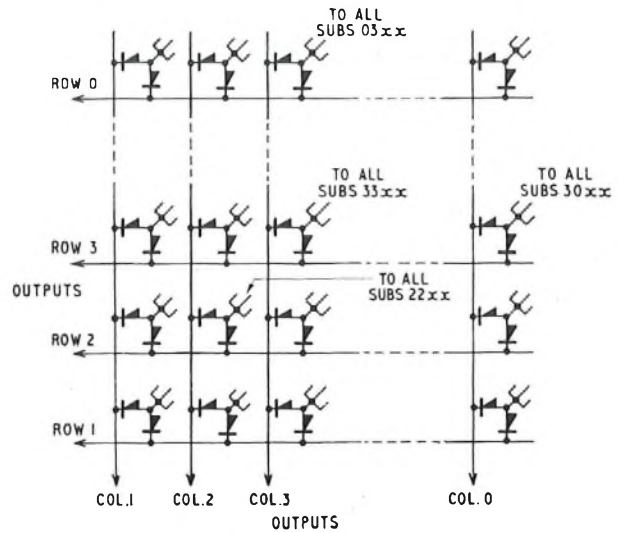 TO ALL
SUBS 03xx
ROW 0
TO ALL
SUBS 33xx
TO ALL
SUBS 30xx
ROW 3
OUTPUTS
TO ALL
SUBS 22xx
ROW 2
ROW 1
COL.1
COL.2
COL.3
COL.0
OUTPUTS